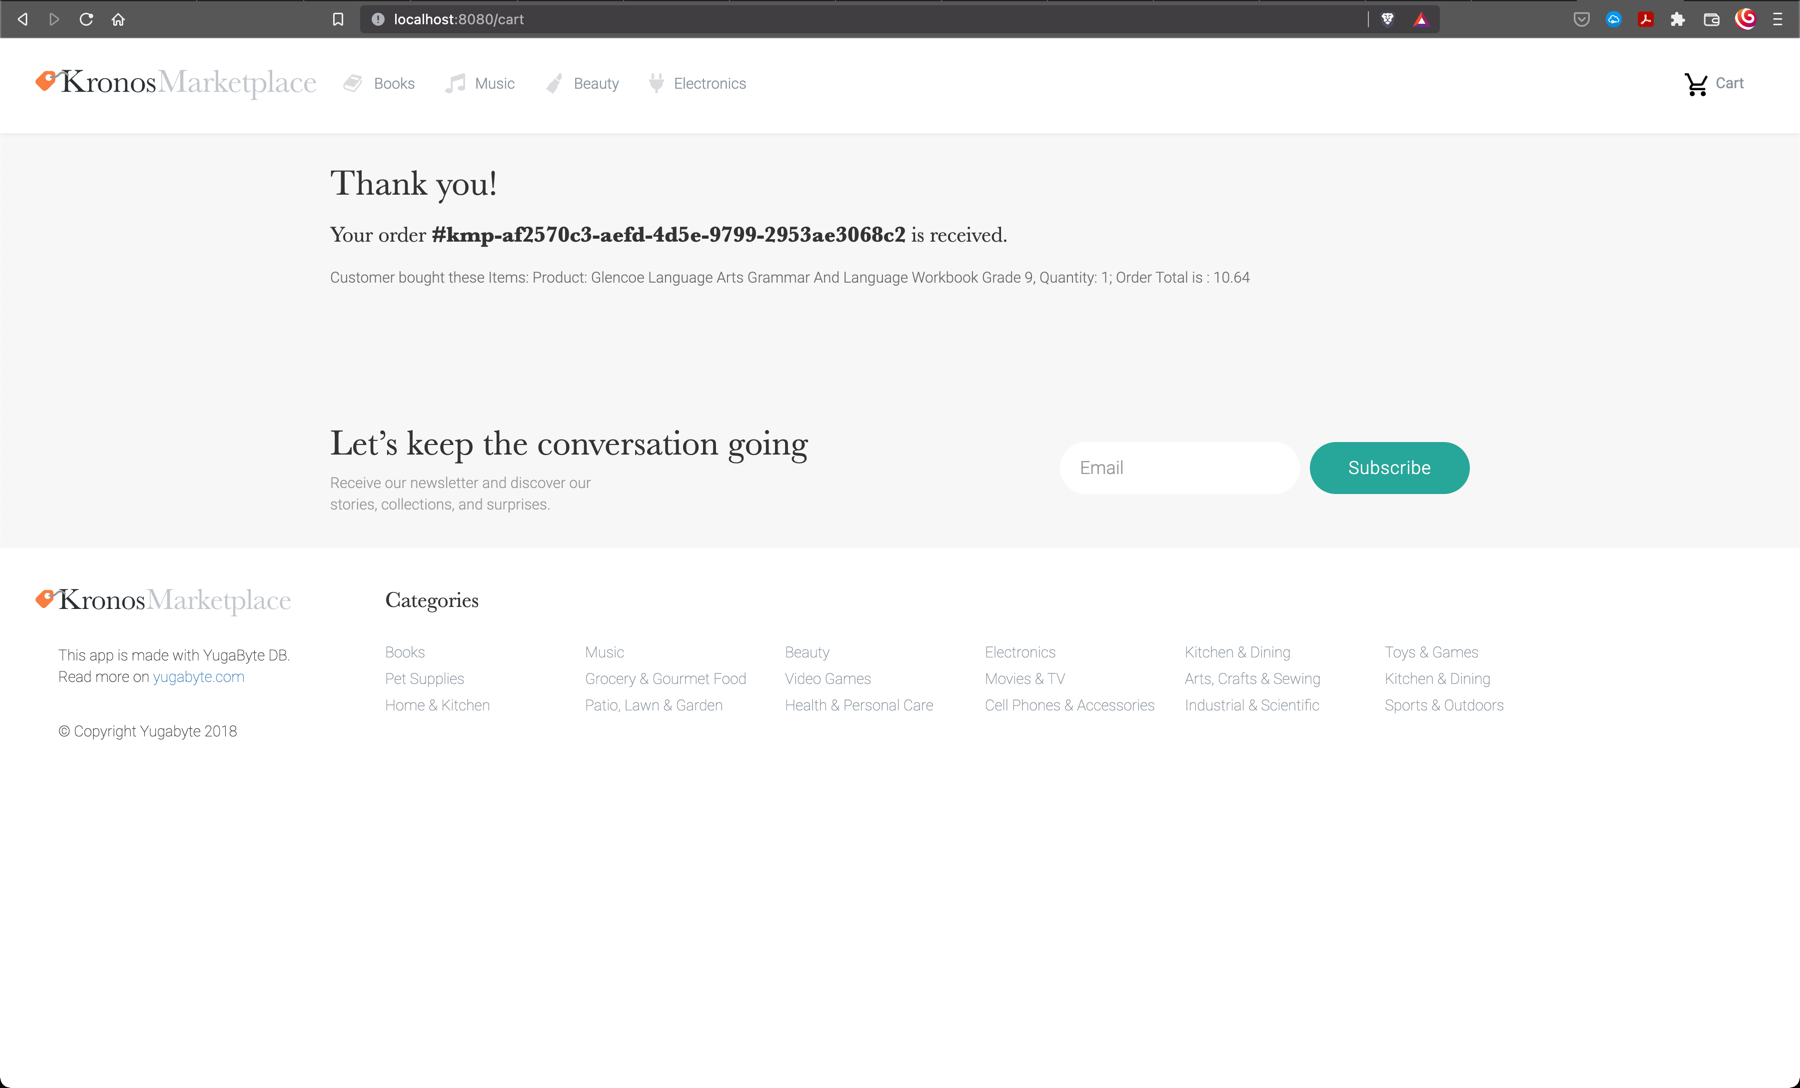 localhost:8080/cart
KronosMarketplace
Books
Music
Beauty
Electronics
Cart
Thank you!
Your order #kmp-af2570c3-aefd-4d5e-9799-2953ae3068c2 is received.
Customer bought these Items: Product: Glencoe Language Arts Grammar And Language Workbook Grade 9, Quantity: 1; Order Total is : 10.64
Let’s keep the conversation going
Receive our newsletter and discover our
stories, collections, and surprises.
Email
Subscribe
KronosMarketplace
This app is made with YugaByte DB.
Read more on yugabyte.com
© Copyright Yugabyte 2018
Categories
Books Music Beauty Electronics Kitchen & Dining Toys & Games
Pet Supplies Grocery & Gourmet Food Video Games Movies & TV Arts, Crafts & Sewing Kitchen & Dining
Home & Kitchen Patio, Lawn & Garden Health & Personal Care Cell Phones & Accessories Industrial & Scientific Sports & Outdoors